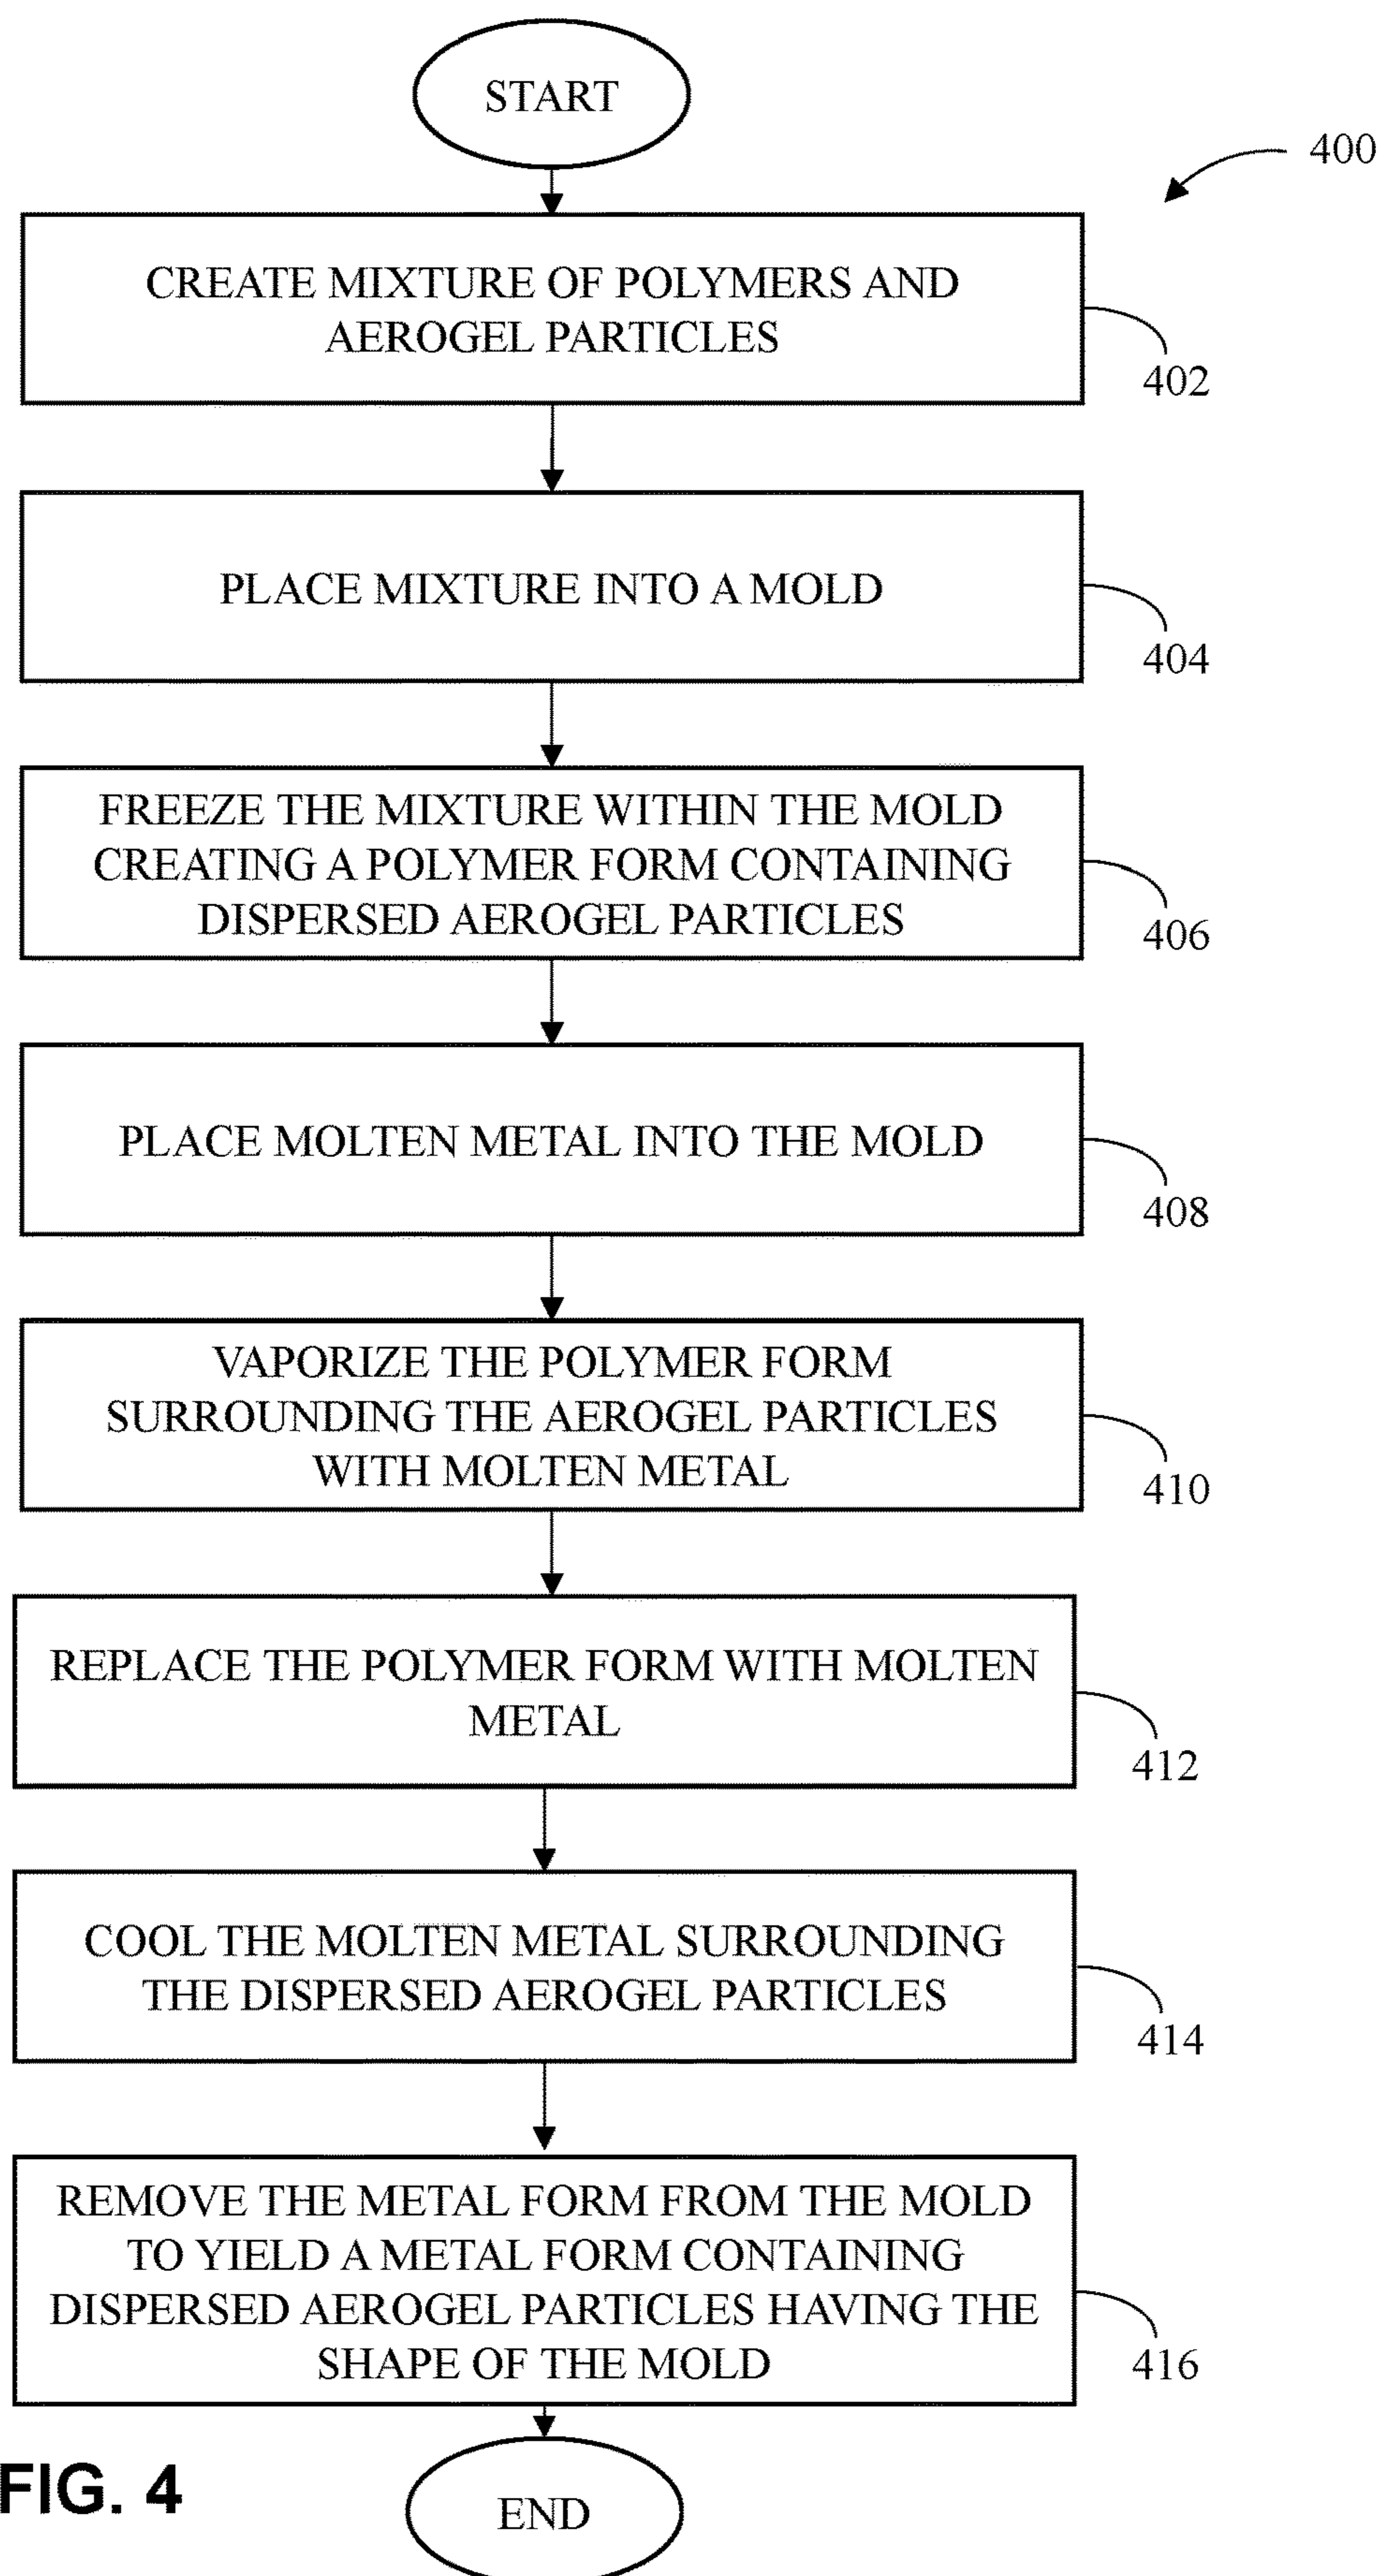 START
400
CREATE MIXTURE OF POLYMERS AND
AEROGEL PARTICLES
402
PLACE MIXTURE INTO A MOLD
404
FREEZE THE MIXTURE WITHIN THE MOLD
CREATING A POLYMER FORM CONTAINING
DISPERSED AEROGEL PARTICLES
406
PLACE MOLTEN METAL INTO THE MOLD
408
VAPORIZE THE POLYMER FORM
SURROUNDING THE AEROGEL PARTICLES
WITH MOLTEN METAL
410
REPLACE THE POLYMER FORM WITH MOLTEN
METAL
412
COOL THE MOLTEN METAL SURROUNDING
THE DISPERSED AEROGEL PARTICLES
414
REMOVE THE METAL FORM FROM THE MOLD
TO YIELD A METAL FORM CONTAINING
DISPERSED AEROGEL PARTICLES HAVING THE
SHAPE OF THE MOLD
416
FIG. 4
END